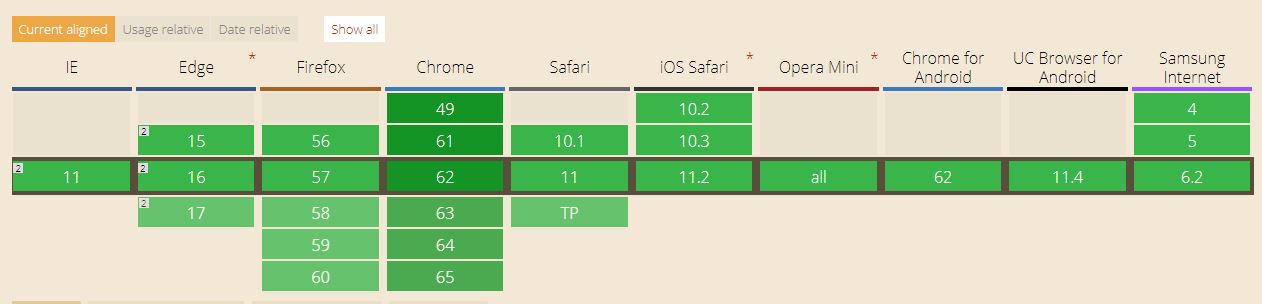 Current aligned Usage relative Date relative Show all
IE Edge * Firefox Chrome Safari iOS Safari * Opera Mini * Chrome for Android UC Browser for Android Samsung Internet
49 10.2 4
2 15 56 61 10.1 10.3 5
2 11 2 16 57 62 11 11.2 all 62 11.4 6.2
2 17 58 63 TP
59 64
60 65